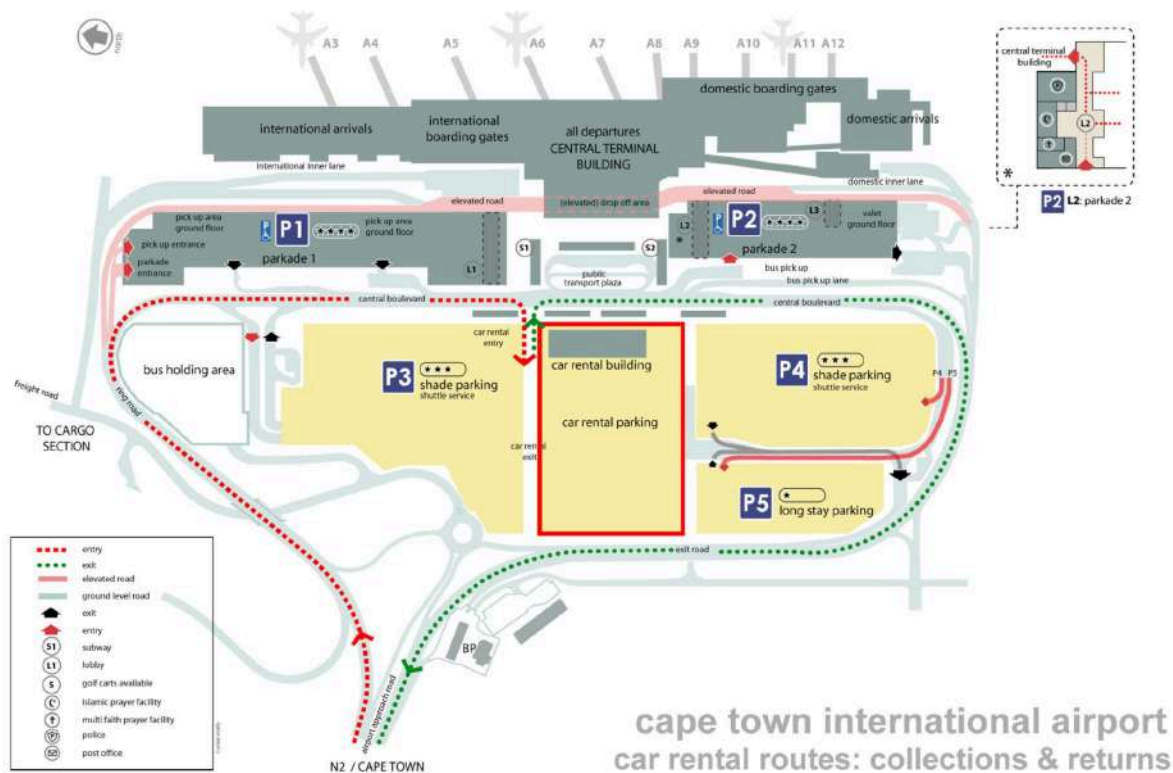 north
A3
A4
A5
A6
A7
A8
A9
A10
A11
A12
international arrivals
international
boarding gates
all departures
CENTRAL TERMINAL
BUILDING
domestic boarding gates
domestic arrivals
international inner lane
domestic inner lane
elevated road
(elevated) drop off area
elevated road
pick up area
ground floor
P1
pick up area
ground floor
pick up entrance
parkade
entrance
parkade 1
L1
S1
S2
public
transport plaza
L2
*
P2
L3
valet
ground floor
parkade 2
bus pick up
bus pick up lane
central boulevard
central boulevard
car rental
entry
car rental building
car rental parking
car rental
exit
bus holding area
P3
shade parking
shuttle service
P4
shade parking
shuttle service
P4
P5
P5
long stay parking
freight road
TO CARGO
SECTION
ring road
exit road
BP
airport approach road
N2 / CAPE TOWN
central terminal
building
L2
*
P2 L2: parkade 2
entry
exit
elevated road
ground level road
exit
entry
S1 subway
L1 lobby
S golf carts available
islamic prayer facility
multi faith prayer facility
police
post office
cape town international airport
car rental routes: collections & returns